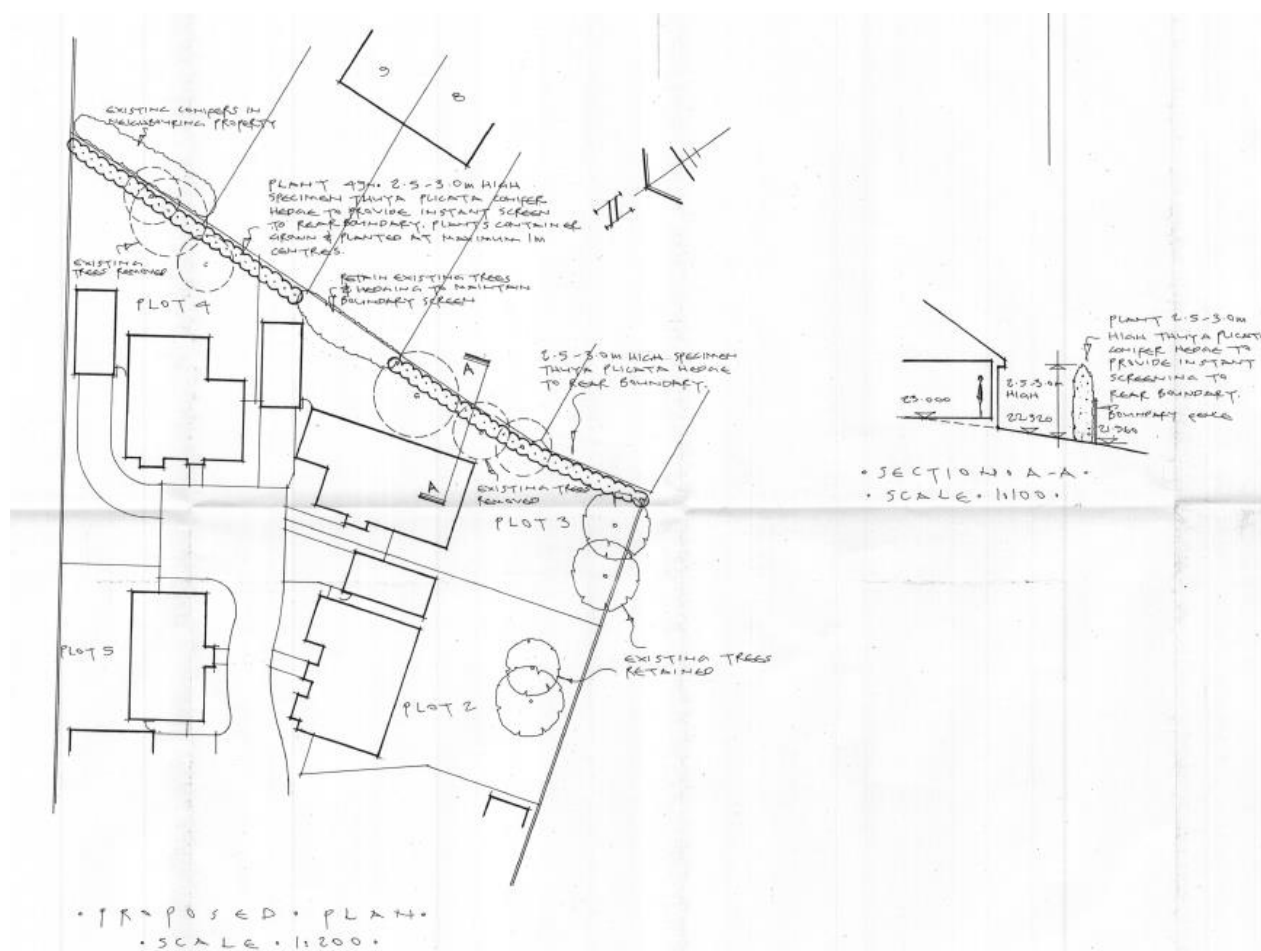 9
8
EXISTING CONIFERS IN
NEIGHBOURING PROPERTY
PLANT 49no. 2.5-3.0m HIGH
SPECIMEN THUYA PLICATA CONIFER
HEDGE TO PROVIDE INSTANT SCREEN
TO REAR BOUNDARY. PLANTS CONTAINER
GROWN & PLANTED AT MAXIMUM 1m
CENTRES.
EXISTING
TREES REMOVED
RETAIN EXISTING TREES
& HEDGING TO MAINTAIN
BOUNDARY SCREEN
PLOT 4
2.5-3.0m HIGH SPECIMEN
THUYA PLICATA HEDGE
TO REAR BOUNDARY.
A
A
EXISTING TREES
REMOVED
PLOT 3
EXISTING TREES
RETAINED
PLOT 5
PLOT 2
PLANT 2.5-3.0m
HIGH THUYA PLICATA
CONIFER HEDGE TO
PROVIDE INSTANT
SCREENING TO
REAR BOUNDARY.
BOUNDARY FENCE
2.5-3.0m
HIGH
23.000
22.320
21.960
· SECTION · A-A ·
· SCALE · 1:100 ·
· PROPOSED · PLAN ·
· SCALE · 1:200 ·